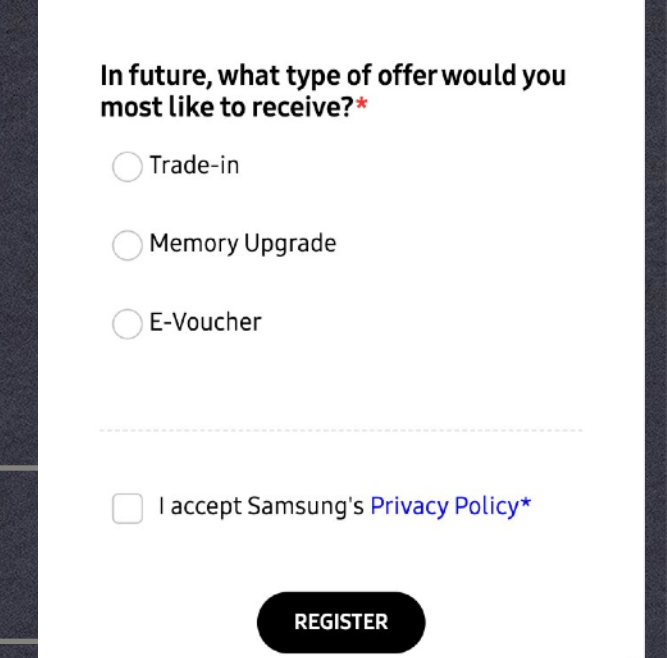 In future, what type of offer would you
most like to receive?*
Trade-in
Memory Upgrade
E-Voucher
I accept Samsung's Privacy Policy*
REGISTER